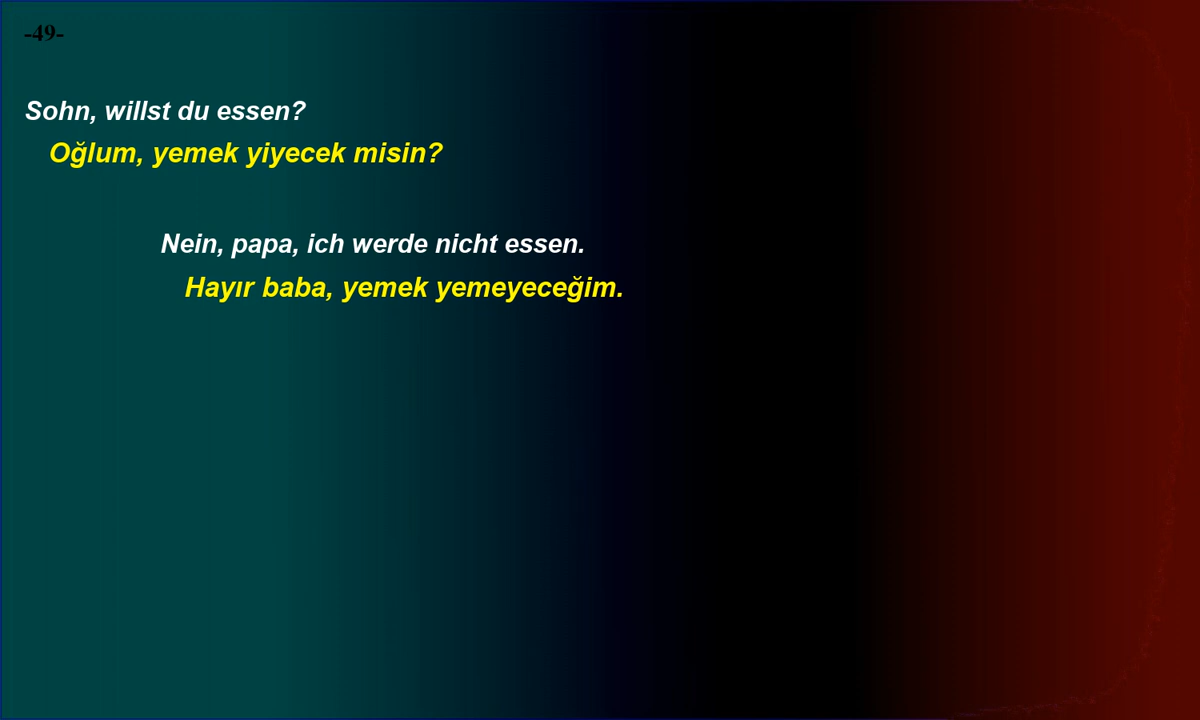 -49-
Sohn, willst du essen?
Oğlum, yemek yiyecek misin?
Nein, papa, ich werde nicht essen.
Hayır baba, yemek yemeyeceğim.